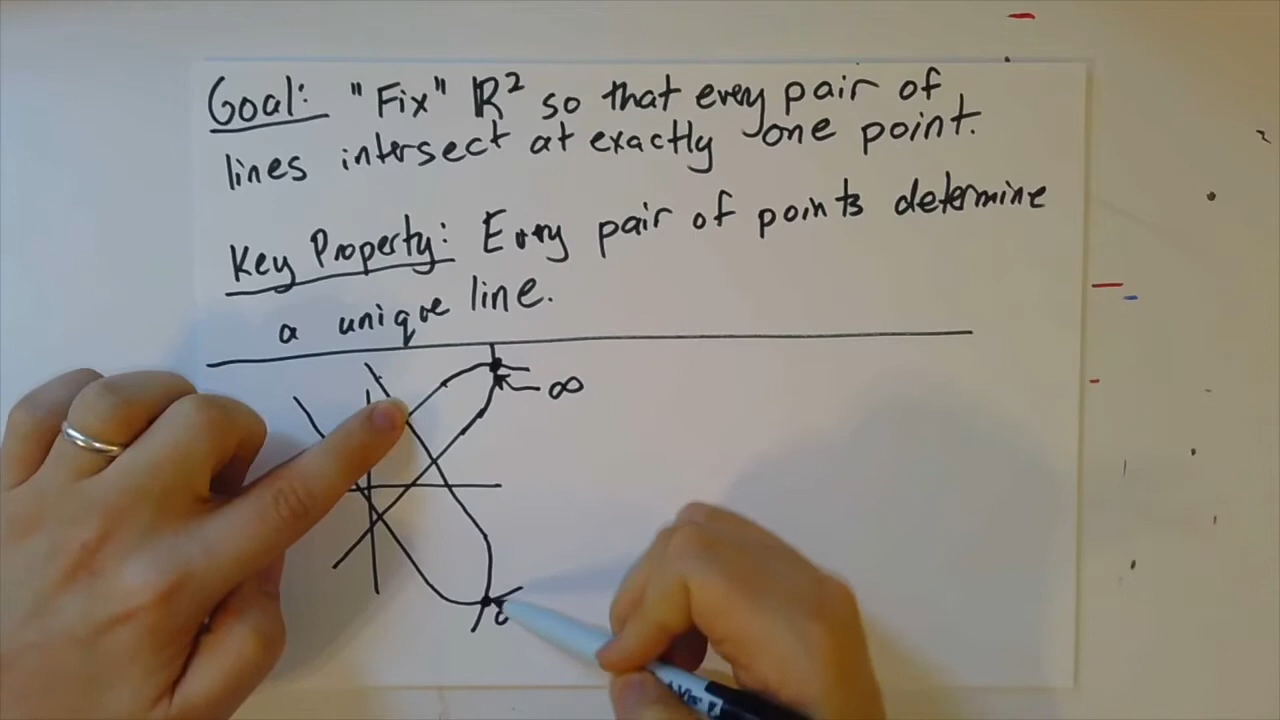 Goal: "Fix" ℝ² so that every pair of
lines intersect at exactly one point.
Key Property: Every pair of points determine
a unique line.
∞